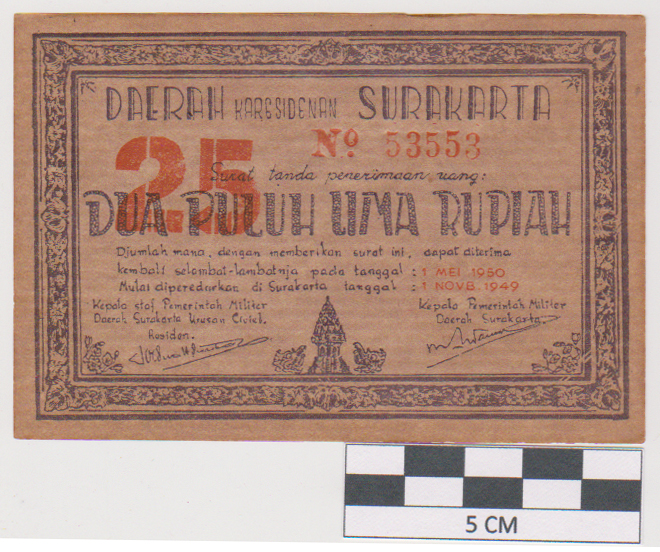 DAERAH KARESIDENAN SURAKARTA
25
No. 53553
Surat tanda penerimaan uang:
DUA PULUH LIMA RUPIAH
Djumlah mana, dengan memberikan surat ini, dapat diterima
kembali selambat-lambatnja pada tanggal : 1 MEI 1950
Mulai diperedarkan di Surakarta tanggal : 1 NOVB. 1949
Kepala staf Pemerintah Militer
Daerah Surakarta Urusan Civiel.
Residen.
Kepala Pemerintah Militer
Daerah Surakarta.
5 CM